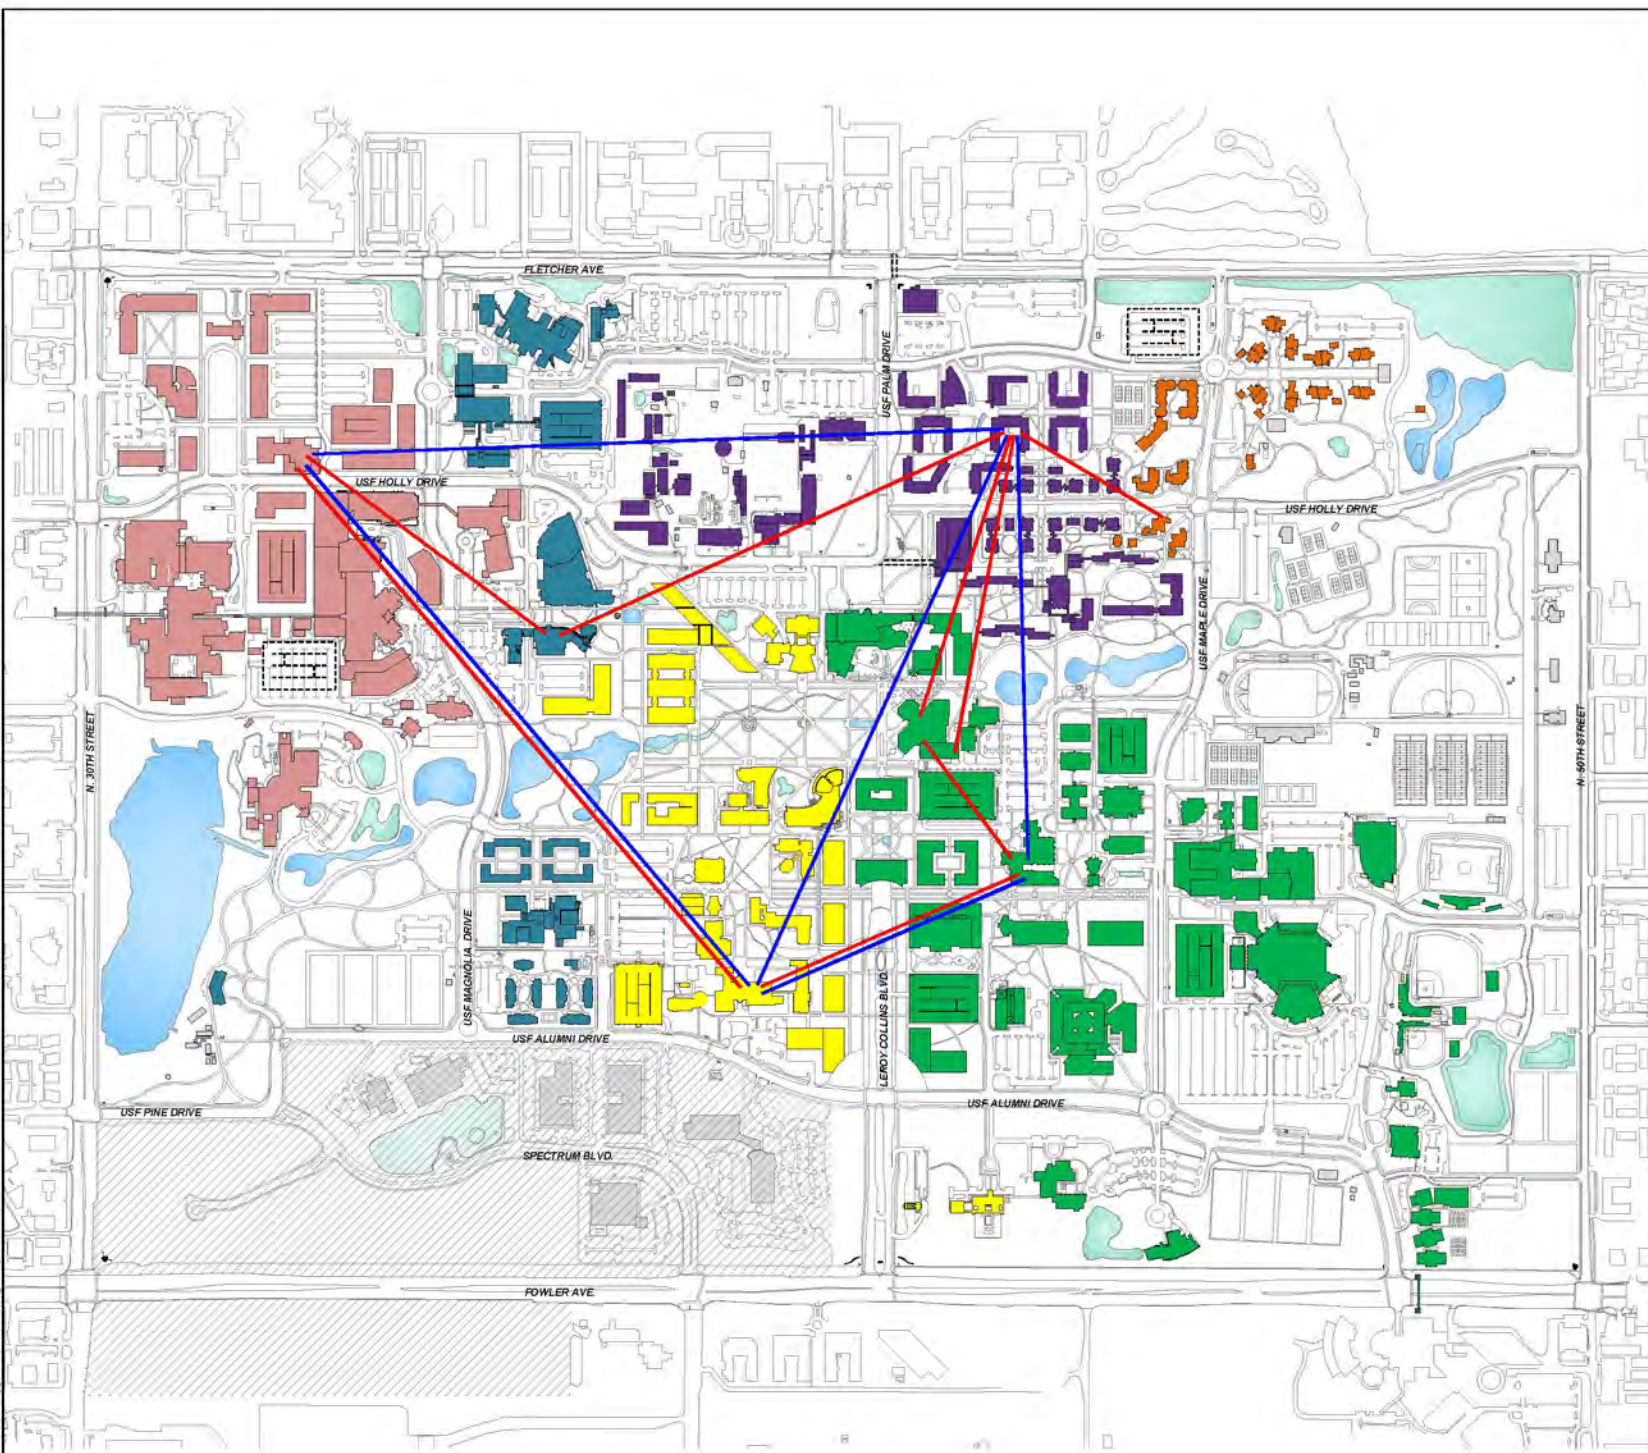 FLETCHER AVE.
USF PALM DRIVE
USF HOLLY DRIVE
USF HOLLY DRIVE
USF MAPLE DRIVE
N. 30TH STREET
N. 50TH STREET
USF MAGNOLIA DRIVE
LEROY COLLINS BLVD.
USF ALUMNI DRIVE
USF ALUMNI DRIVE
USF PINE DRIVE
SPECTRUM BLVD.
FOWLER AVE.